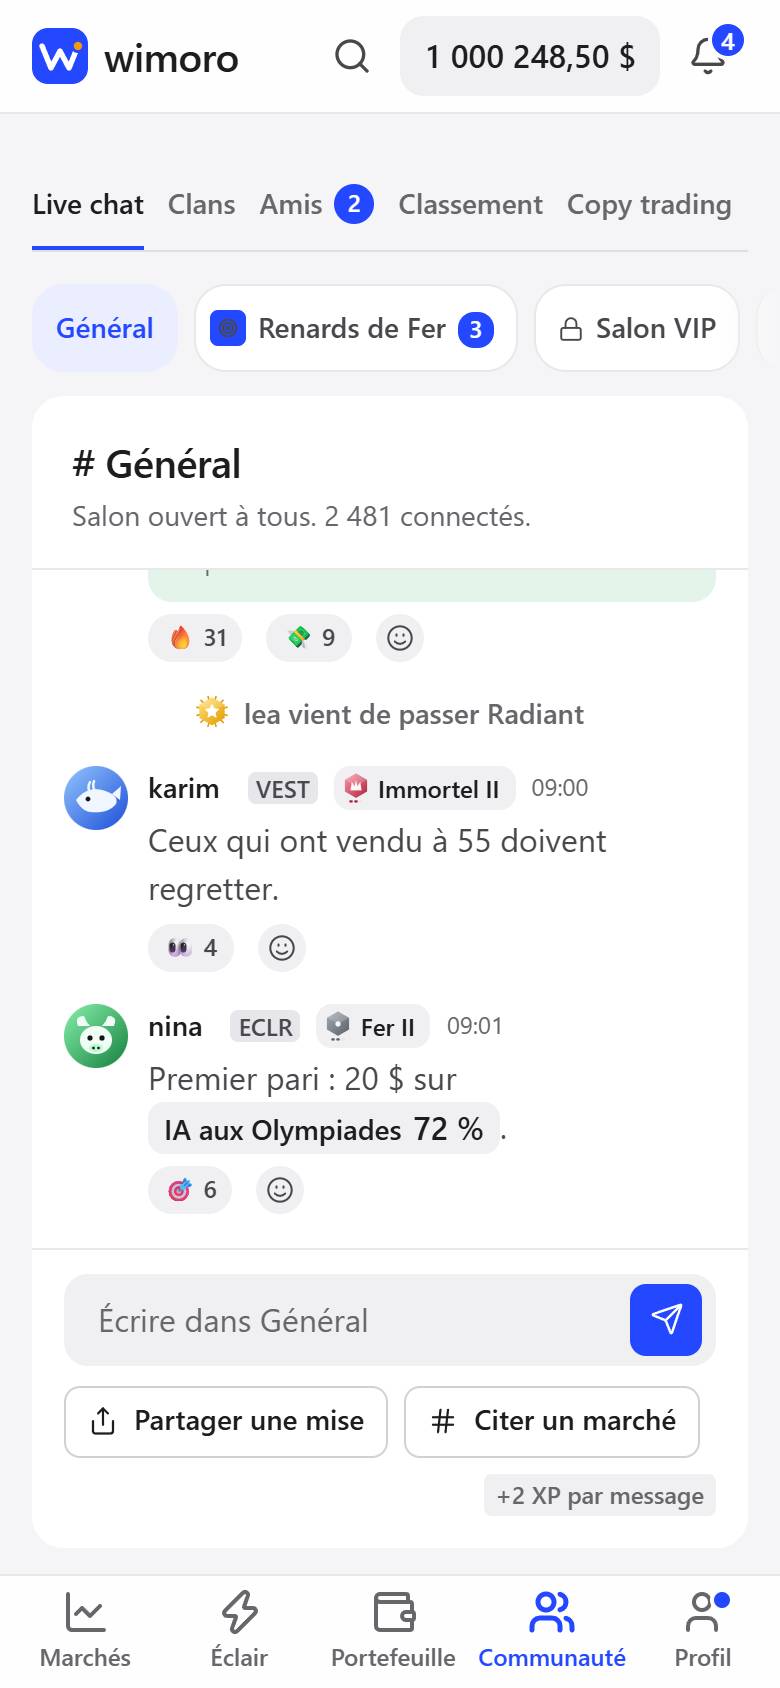 wimoro
1 000 248,50 $
4
Live chat Clans Amis 2 Classement Copy trading
Général Renards de Fer 3 Salon VIP
# Général
Salon ouvert à tous. 2 481 connectés.
31 9
lea vient de passer Radiant
karim VEST Immortel II 09:00
Ceux qui ont vendu à 55 doivent
regretter.
4
nina ECLR Fer II 09:01
Premier pari : 20 $ sur
IA aux Olympiades 72 %.
6
Écrire dans Général
Partager une mise # Citer un marché
+2 XP par message
Marchés Éclair Portefeuille Communauté Profil